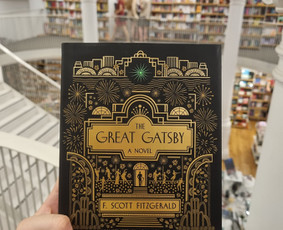 THE
GREAT GATSBY
A NOVEL
F. SCOTT FITZGERALD